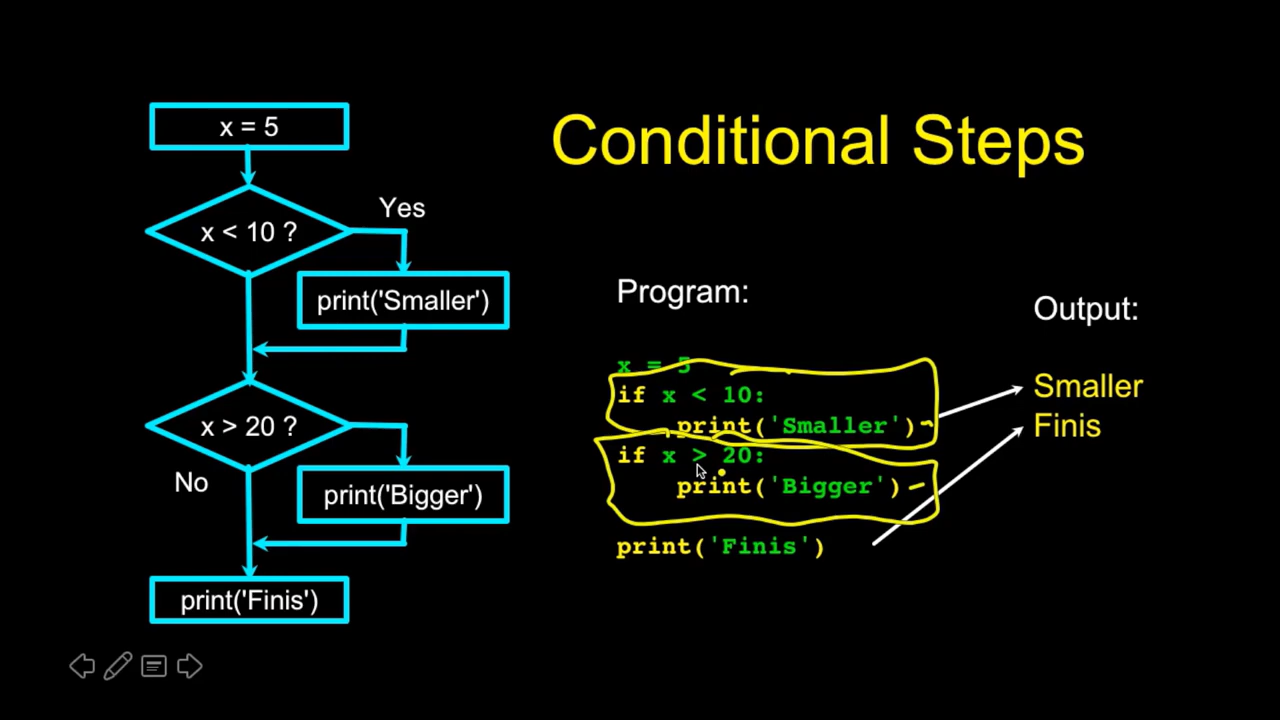 Conditional Steps
x = 5
x < 10 ?
Yes
print('Smaller')
x > 20 ?
No
print('Bigger')
print('Finis')
Program:
x = 5
if x < 10:
    print('Smaller')
if x > 20:
    print('Bigger')
print('Finis')
Output:
Smaller
Finis